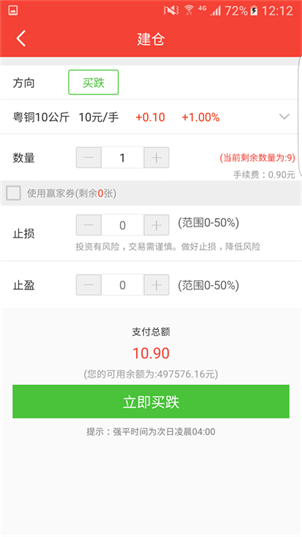 4G 72% 12:12
建仓
方向 买跌
粤铜10公斤 10元/手 +0.10 +1.00%
数量 — 1 + (当前剩余数量为:9)
手续费：0.90元
使用赢家券(剩余0张)
止损 — 0 + (范围0-50%)
投资有风险，交易需谨慎。做好止损，降低风险
止盈 — 0 + (范围0-50%)
支付总额
10.90
(您的可用余额为:497576.16元)
立即买跌
提示：强平时间为次日凌晨04:00